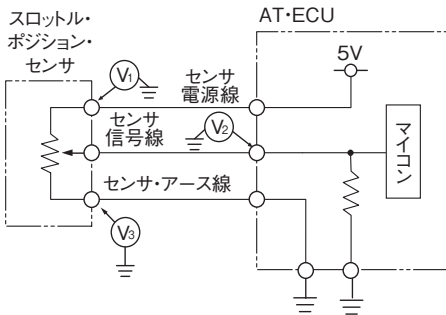 スロットル・
ポジション・
センサ
AT・ECU
V1
センサ
電源線
5V
センサ
信号線
V2
マイコン
センサ・アース線
V3